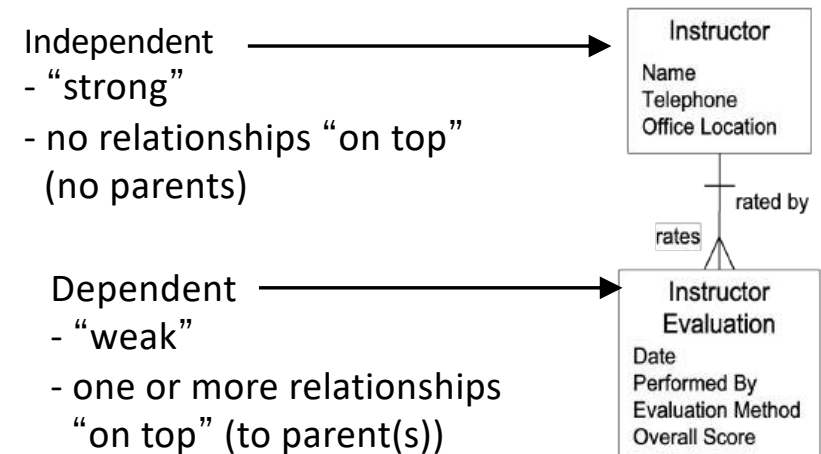 Independent
- “strong”
- no relationships “on top”
(no parents)
Instructor
Name
Telephone
Office Location
rated by
rates
Dependent
- “weak”
- one or more relationships
“on top” (to parent(s))
Instructor
Evaluation
Date
Performed By
Evaluation Method
Overall Score